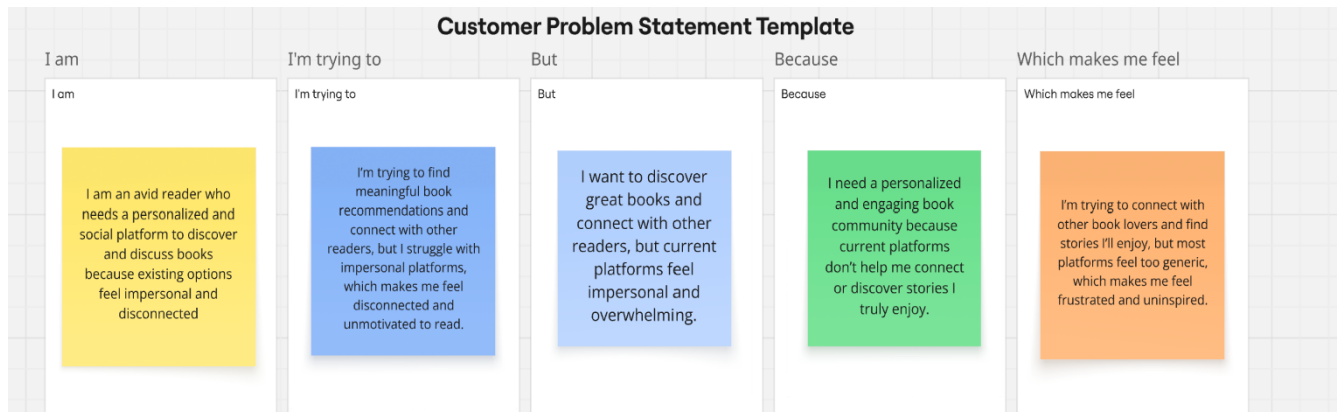 Customer Problem Statement Template
I am
I'm trying to
But
Because
Which makes me feel
I am
I'm trying to
But
Because
Which makes me feel
I am an avid reader who
needs a personalized and
social platform to discover
and discuss books
because existing options
feel impersonal and
disconnected
I'm trying to find
meaningful book
recommendations and
connect with other
readers, but I struggle with
impersonal platforms,
which makes me feel
disconnected and
unmotivated to read.
I want to discover
great books and
connect with other
readers, but current
platforms feel
impersonal and
overwhelming.
I need a personalized
and engaging book
community because
current platforms
don't help me connect
or discover stories I
truly enjoy.
I'm trying to connect with
other book lovers and find
stories I'll enjoy, but most
platforms feel too generic,
which makes me feel
frustrated and uninspired.